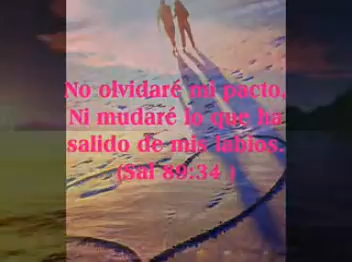 No olvidaré mi pacto,
Ni mudaré lo que ha
salido de mis labios.
(Sal 89:34 )